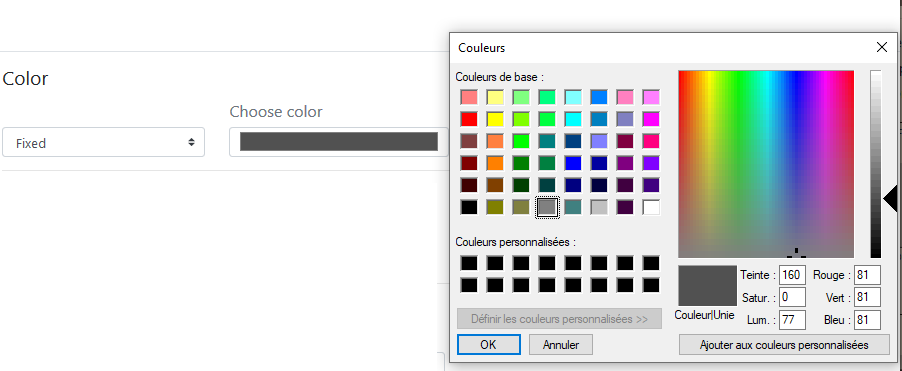 Color
Choose color
Fixed
Couleurs
Couleurs de base :
Couleurs personnalisées :
Définir les couleurs personnalisées >>
OK
Annuler
Couleur|Unie
Teinte : 160
Satur. : 0
Lum. : 77
Rouge : 81
Vert : 81
Bleu : 81
Ajouter aux couleurs personnalisées